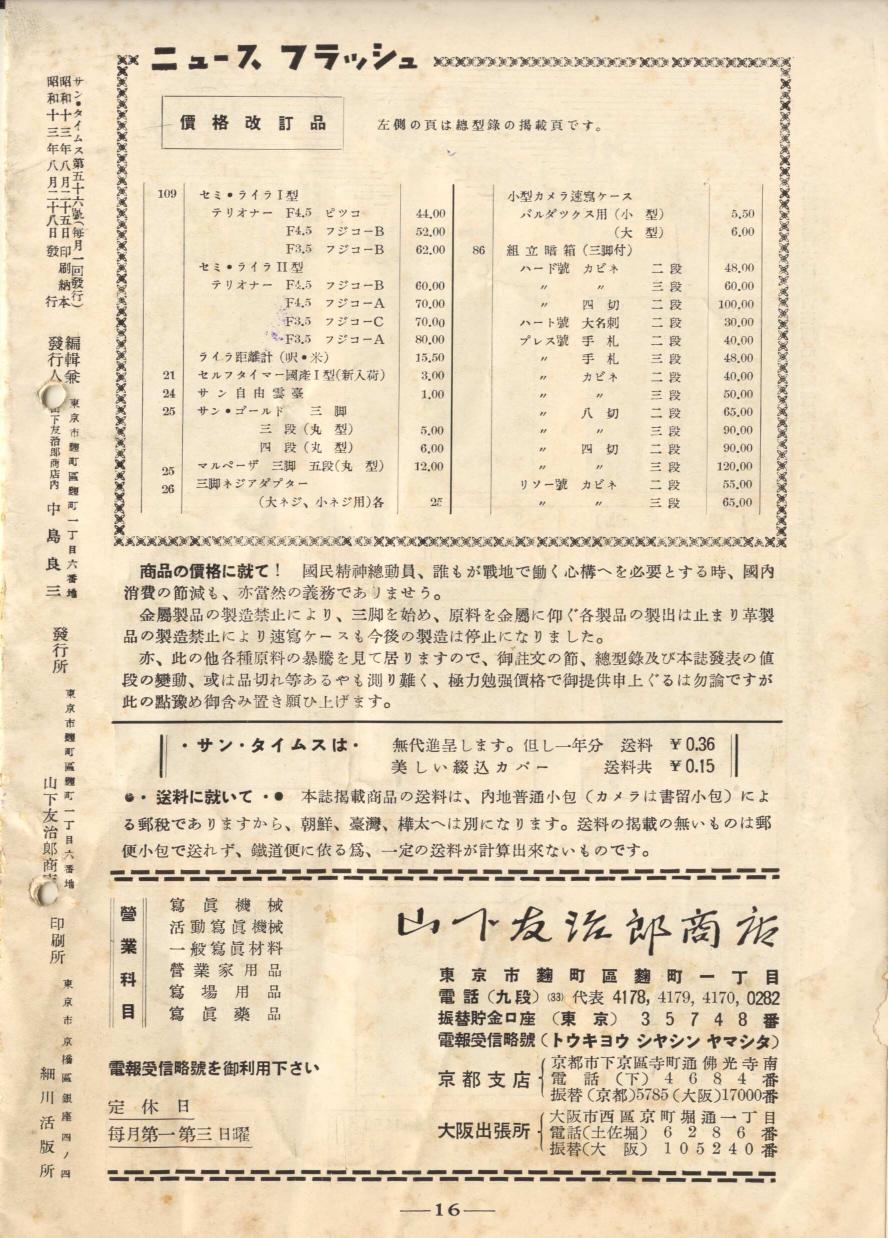 ニュース フラッシュ
價格改訂品
左側の頁は總型錄の掲載頁です。
109 セミ・ライラⅠ型
テリオナー F4.5 ピツコ 44.00
F4.5 フジコーB 52.00
F3.5 フジコーB 62.00
セミ・ライラⅡ型
テリオナー F4.5 フジコーB 60.00
F4.5 フジコーA 70.00
F3.5 フジコーC 70.00
F3.5 フジコーA 80.00
ライラ距離計(呎・米) 15.50
21 セルフタイマー國產Ⅰ型(新入荷) 3.00
24 サン自由雲臺 1.00
25 サン・ゴールド 三脚
三段(丸型) 5.00
四段(丸型) 6.00
25 マルペーザ 三脚 五段(丸型) 12.00
26 三脚ネジアダプター
(大ネジ、小ネジ用)各 25
小型カメラ速寫ケース
バルダツクス用(小型) 5.50
(大型) 6.00
86 組立暗箱(三脚付)
ハード號 カビネ 二段 48.00
〃 〃 三段 60.00
〃 四切 二段 100.00
ハート號 大名刺 二段 30.00
プレス號 手札 二段 40.00
〃 手札 三段 48.00
〃 カビネ 二段 40.00
〃 〃 三段 50.00
〃 八切 二段 65.00
〃 〃 三段 90.00
〃 四切 二段 90.00
〃 〃 三段 120.00
リソー號 カビネ 二段 55.00
〃 〃 三段 65.00
商品の價格に就て! 國民精神總動員、誰もが戰地で働く心構へを必要とする時、國內
消費の節減も、亦當然の義務でありませう。
金屬製品の製造禁止により、三脚を始め、原料を金屬に仰ぐ各製品の製出は止まり革製
品の製造禁止により速寫ケースも今後の製造は停止になりました。
亦、此の他各種原料の暴騰を見て居りますので、御註文の節、總型錄及び本誌發表の値
段の變動、或は品切れ等あるやも測り難く、極力勉强價格で御提供申上ぐるは勿論ですが
此の點豫め御含み置き願ひ上げます。
・サン・タイムスは・ 無代進呈します。但し一年分 送料 ¥0.36
美しい綴込カバー 送料共 ¥0.15
●・送料に就いて・● 本誌掲載商品の送料は、內地普通小包(カメラは書留小包)によ
る郵稅でありますから、朝鮮、臺灣、樺太へは別になります。送料の掲載の無いものは郵
便小包で送れず、鐵道便に依る爲、一定の送料が計算出來ないものです。
營業科目
寫眞機械
活動寫眞機械
一般寫眞材料
營業家用品
寫場用品
寫眞藥品
電報受信略號を御利用下さい
定休日
每月第一第三日曜
山下友治郎商店
東京市麴町區麴町一丁目
電話(九段)(33)代表 4178, 4179, 4170, 0282
振替貯金口座(東京)35748番
電報受信略號(トウキヨウ シヤシン ヤマシタ)
京都支店
京都市下京區寺町通佛光寺南
電話(下)4684番
振替(京都)5785(大阪)17000番
大阪出張所
大阪市西區京町堀通一丁目
電話(土佐堀)6286番
振替(大阪)105240番
サン・タイムス第五十六號(每月一回發行)
昭和十三年八月二十五日印刷納本
昭和十三年八月二十八日發行
編輯兼
發行人
東京市麴町區麴町一丁目六番地
山下友治郎商店內
中島良三
發行所
東京市麴町區麴町一丁目六番地
山下友治郎商店
印刷所
東京市京橋區銀座四ノ四
細川活版所
—16—